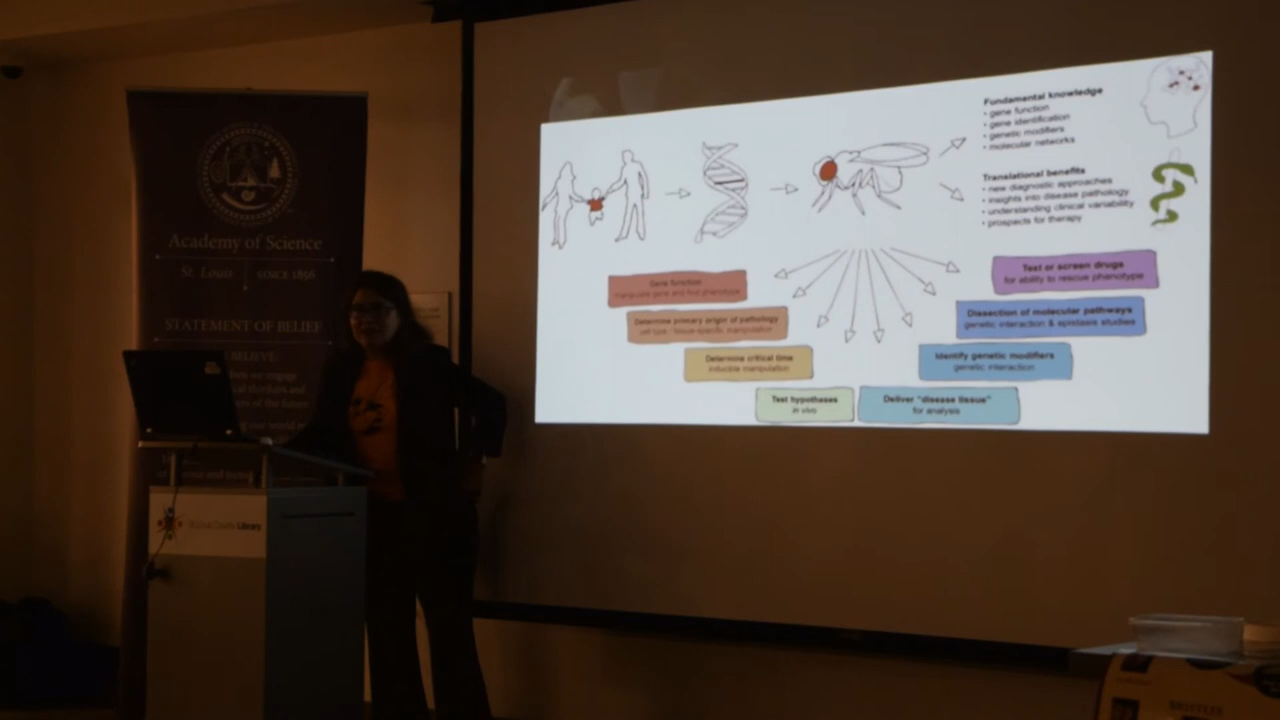 Academy of Science
St. Louis
SINCE 1856
STATEMENT OF BELIEF
BELIEVE:
Library
Fundamental knowledge
• gene function
• gene identification
• genetic modifiers
• molecular networks
Translational benefits
• new diagnostic approaches
• insights into disease pathology
• understanding clinical variability
• prospects for therapy
Gene function
manipulate gene and find phenotype
Determine primary origin of pathology
cell type / tissue-specific manipulation
Determine critical time
inducible manipulation
Test hypotheses
in vivo
Deliver "disease tissue"
for analysis
Identify genetic modifiers
genetic interaction
Dissection of molecular pathways
genetic interaction & epistasis studies
Test or screen drugs
for ability to rescue phenotype